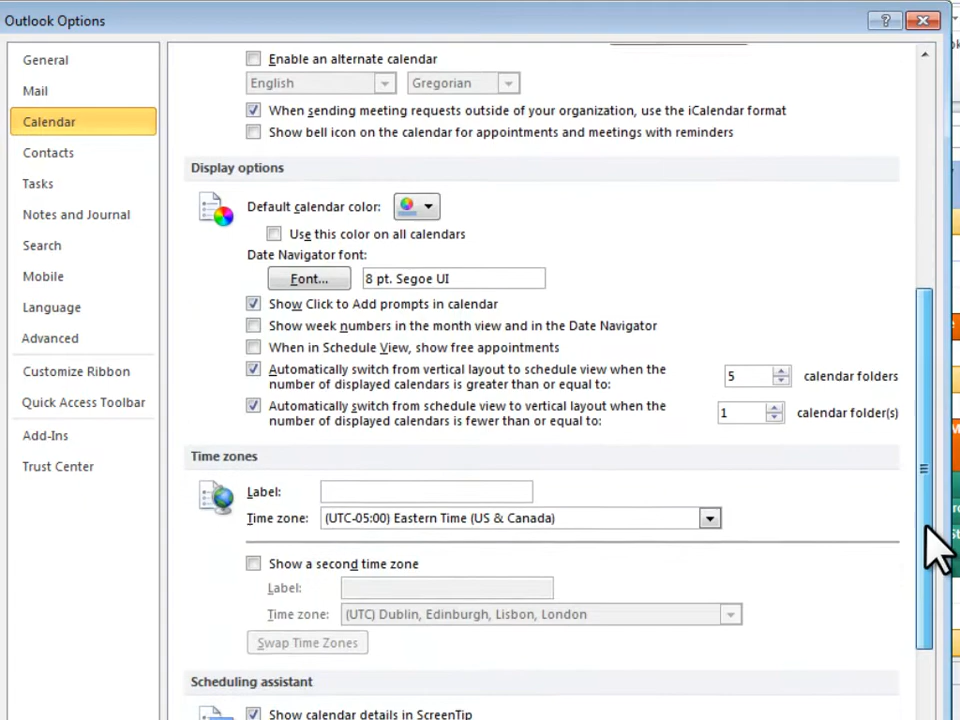 Outlook Options
General
Mail
Calendar
Contacts
Tasks
Notes and Journal
Search
Mobile
Language
Advanced
Customize Ribbon
Quick Access Toolbar
Add-Ins
Trust Center
Enable an alternate calendar
English Gregorian
When sending meeting requests outside of your organization, use the iCalendar format
Show bell icon on the calendar for appointments and meetings with reminders
Display options
Default calendar color:
Use this color on all calendars
Date Navigator font:
Font... 8 pt. Segoe UI
Show Click to Add prompts in calendar
Show week numbers in the month view and in the Date Navigator
When in Schedule View, show free appointments
Automatically switch from vertical layout to schedule view when the
number of displayed calendars is greater than or equal to: 5 calendar folders
Automatically switch from schedule view to vertical layout when the
number of displayed calendars is fewer than or equal to: 1 calendar folder(s)
Time zones
Label:
Time zone: (UTC-05:00) Eastern Time (US & Canada)
Show a second time zone
Label:
Time zone: (UTC) Dublin, Edinburgh, Lisbon, London
Swap Time Zones
Scheduling assistant
Show calendar details in ScreenTip